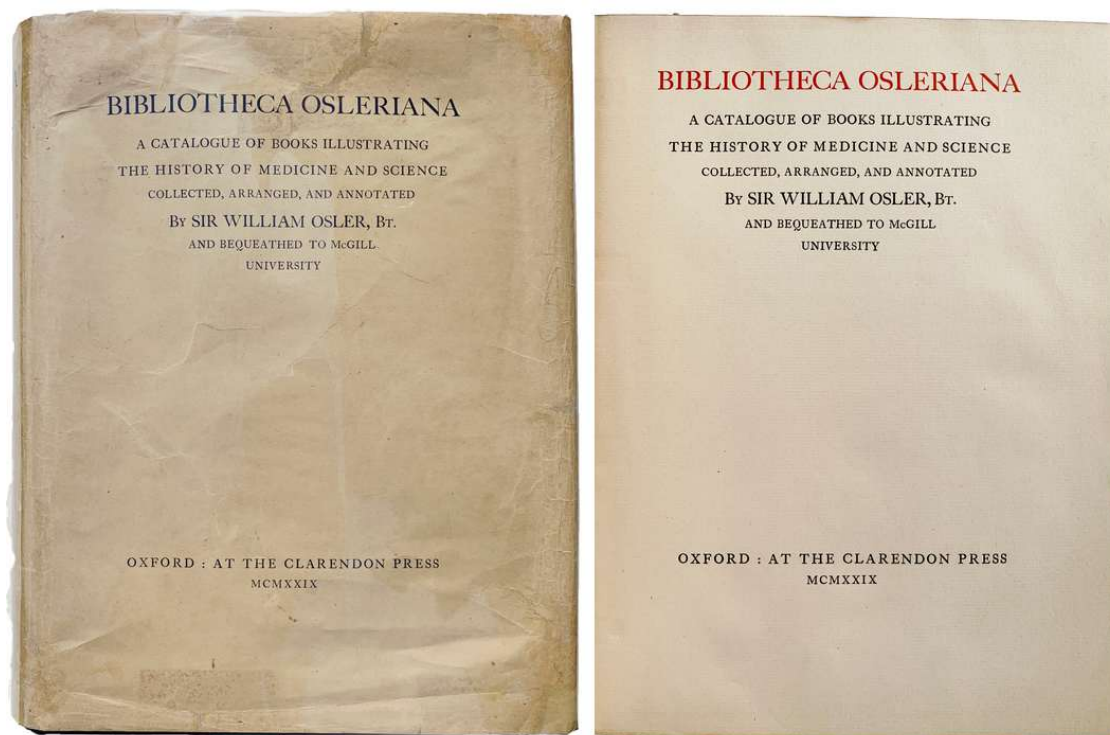 BIBLIOTHECA OSLERIANA
A CATALOGUE OF BOOKS ILLUSTRATING
THE HISTORY OF MEDICINE AND SCIENCE
COLLECTED, ARRANGED, AND ANNOTATED
By SIR WILLIAM OSLER, Bt.
AND BEQUEATHED TO McGILL
UNIVERSITY
OXFORD : AT THE CLARENDON PRESS
MCMXXIX
BIBLIOTHECA OSLERIANA
A CATALOGUE OF BOOKS ILLUSTRATING
THE HISTORY OF MEDICINE AND SCIENCE
COLLECTED, ARRANGED, AND ANNOTATED
By SIR WILLIAM OSLER, Bt.
AND BEQUEATHED TO McGILL
UNIVERSITY
OXFORD : AT THE CLARENDON PRESS
MCMXXIX